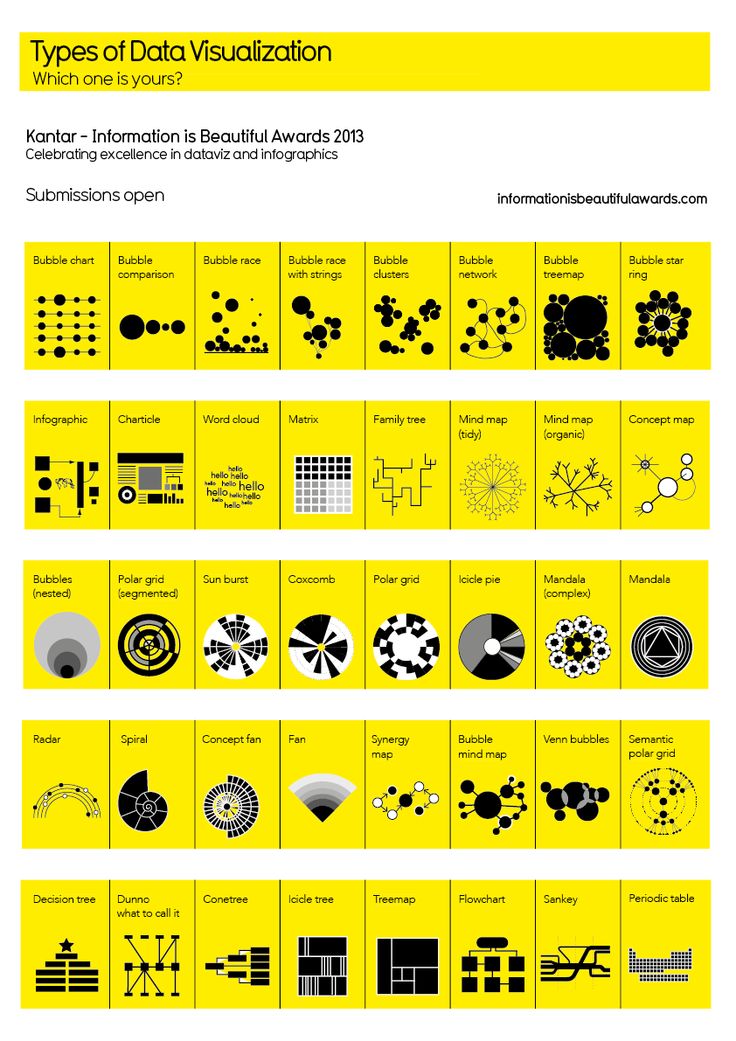 Types of Data Visualization
Which one is yours?
Kantar - Information is Beautiful Awards 2013
Celebrating excellence in dataviz and infographics
Submissions open
informationisbeautifulawards.com
Bubble chart
Bubble
comparison
Bubble race
Bubble race
with strings
Bubble
clusters
Bubble
network
Bubble
treemap
Bubble star
ring
Infographic
Charticle
Word cloud
hello
hello
hello
hello
hello
hello
hello
hello
hello
hello
hello
hello
Matrix
Family tree
Mind map
(tidy)
Mind map
(organic)
Concept map
Bubbles
(nested)
Polar grid
(segmented)
Sun burst
Coxcomb
Polar grid
Icicle pie
Mandala
(complex)
Mandala
Radar
Spiral
Concept fan
Fan
Synergy
map
Bubble
mind map
Venn bubbles
Semantic
polar grid
Decision tree
Dunno
what to call it
Conetree
Icicle tree
Treemap
Flowchart
Sankey
Periodic table